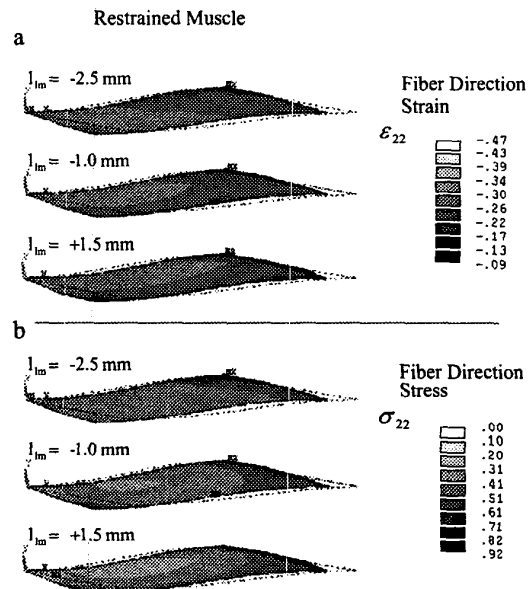 Restrained Muscle
a
l_lm = -2.5 mm
l_lm = -1.0 mm
l_lm = +1.5 mm
Fiber Direction
Strain
ε22
-.47
-.43
-.39
-.34
-.30
-.26
-.22
-.17
-.13
-.09
b
l_lm = -2.5 mm
l_lm = -1.0 mm
l_lm = +1.5 mm
Fiber Direction
Stress
σ22
.00
.10
.20
.31
.41
.51
.61
.71
.82
.92